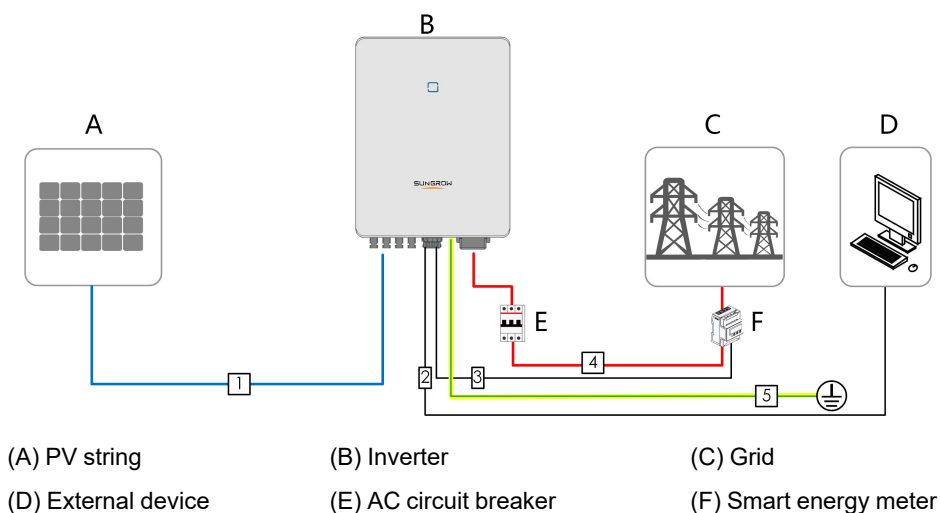 B
A
C
D
SUNGROW
E
F
4
1
2
3
5
(A) PV string (B) Inverter (C) Grid
(D) External device (E) AC circuit breaker (F) Smart energy meter